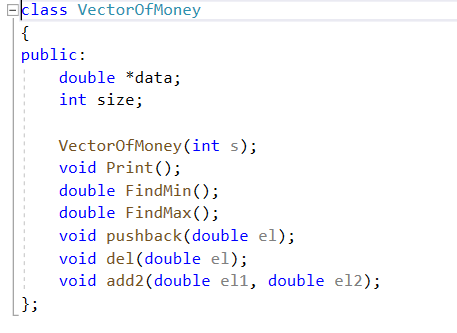 class VectorOfMoney
{
public:
    double *data;
    int size;

    VectorOfMoney(int s);
    void Print();
    double FindMin();
    double FindMax();
    void pushback(double el);
    void del(double el);
    void add2(double el1, double el2);
};